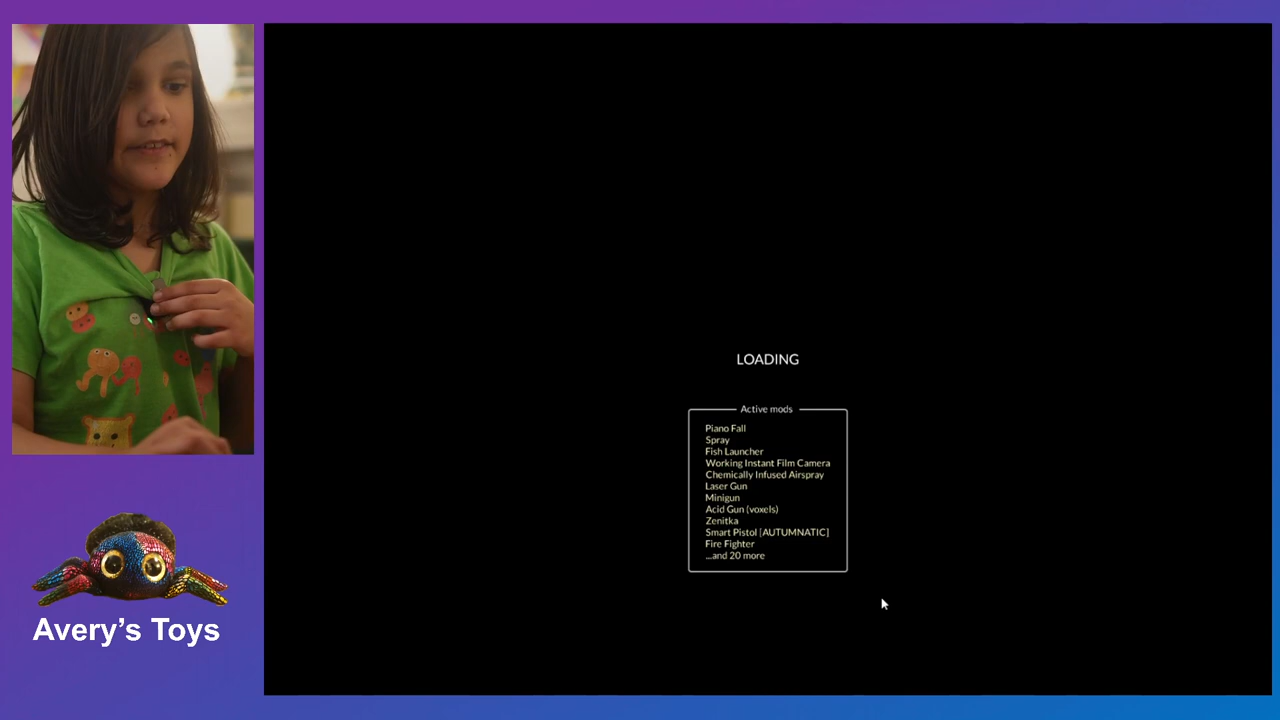 LOADING
Active mods
Piano Fall
Spray
Fish Launcher
Working Instant Film Camera
Chemically Infused Airspray
Laser Gun
Minigun
Acid Gun (voxels)
Zenitka
Smart Pistol [AUTUMNATIC]
Fire Fighter
...and 20 more
Avery's Toys